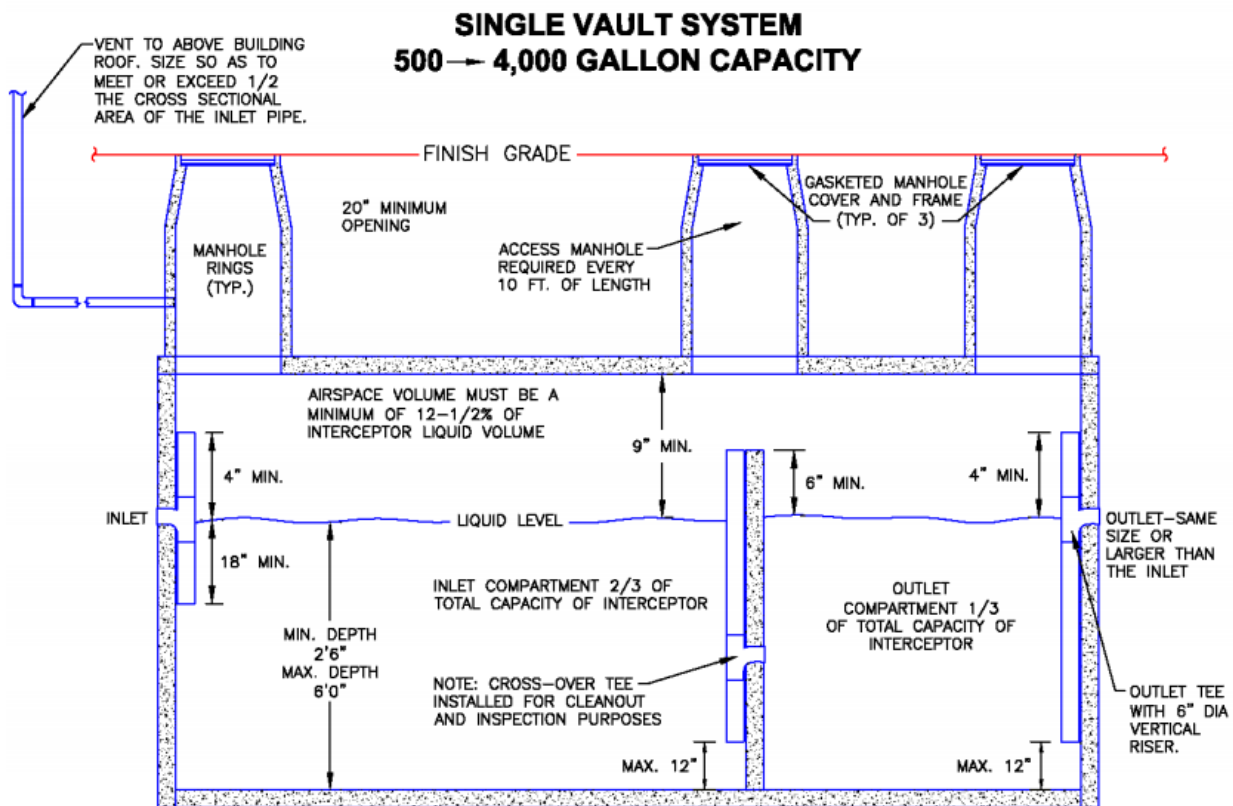 SINGLE VAULT SYSTEM
500 → 4,000 GALLON CAPACITY
VENT TO ABOVE BUILDING
ROOF. SIZE SO AS TO
MEET OR EXCEED 1/2
THE CROSS SECTIONAL
AREA OF THE INLET PIPE.
FINISH GRADE
20" MINIMUM
OPENING
GASKETED MANHOLE
COVER AND FRAME
(TYP. OF 3)
MANHOLE
RINGS
(TYP.)
ACCESS MANHOLE
REQUIRED EVERY
10 FT. OF LENGTH
AIRSPACE VOLUME MUST BE A
MINIMUM OF 12-1/2% OF
INTERCEPTOR LIQUID VOLUME
9" MIN.
4" MIN.
6" MIN.
4" MIN.
INLET
LIQUID LEVEL
OUTLET-SAME
SIZE OR
LARGER THAN
THE INLET
18" MIN.
INLET COMPARTMENT 2/3 OF
TOTAL CAPACITY OF INTERCEPTOR
OUTLET
COMPARTMENT 1/3
OF TOTAL CAPACITY OF
INTERCEPTOR
MIN. DEPTH
2'6"
MAX. DEPTH
6'0"
NOTE: CROSS-OVER TEE
INSTALLED FOR CLEANOUT
AND INSPECTION PURPOSES
OUTLET TEE
WITH 6" DIA
VERTICAL
RISER.
MAX. 12"
MAX. 12"